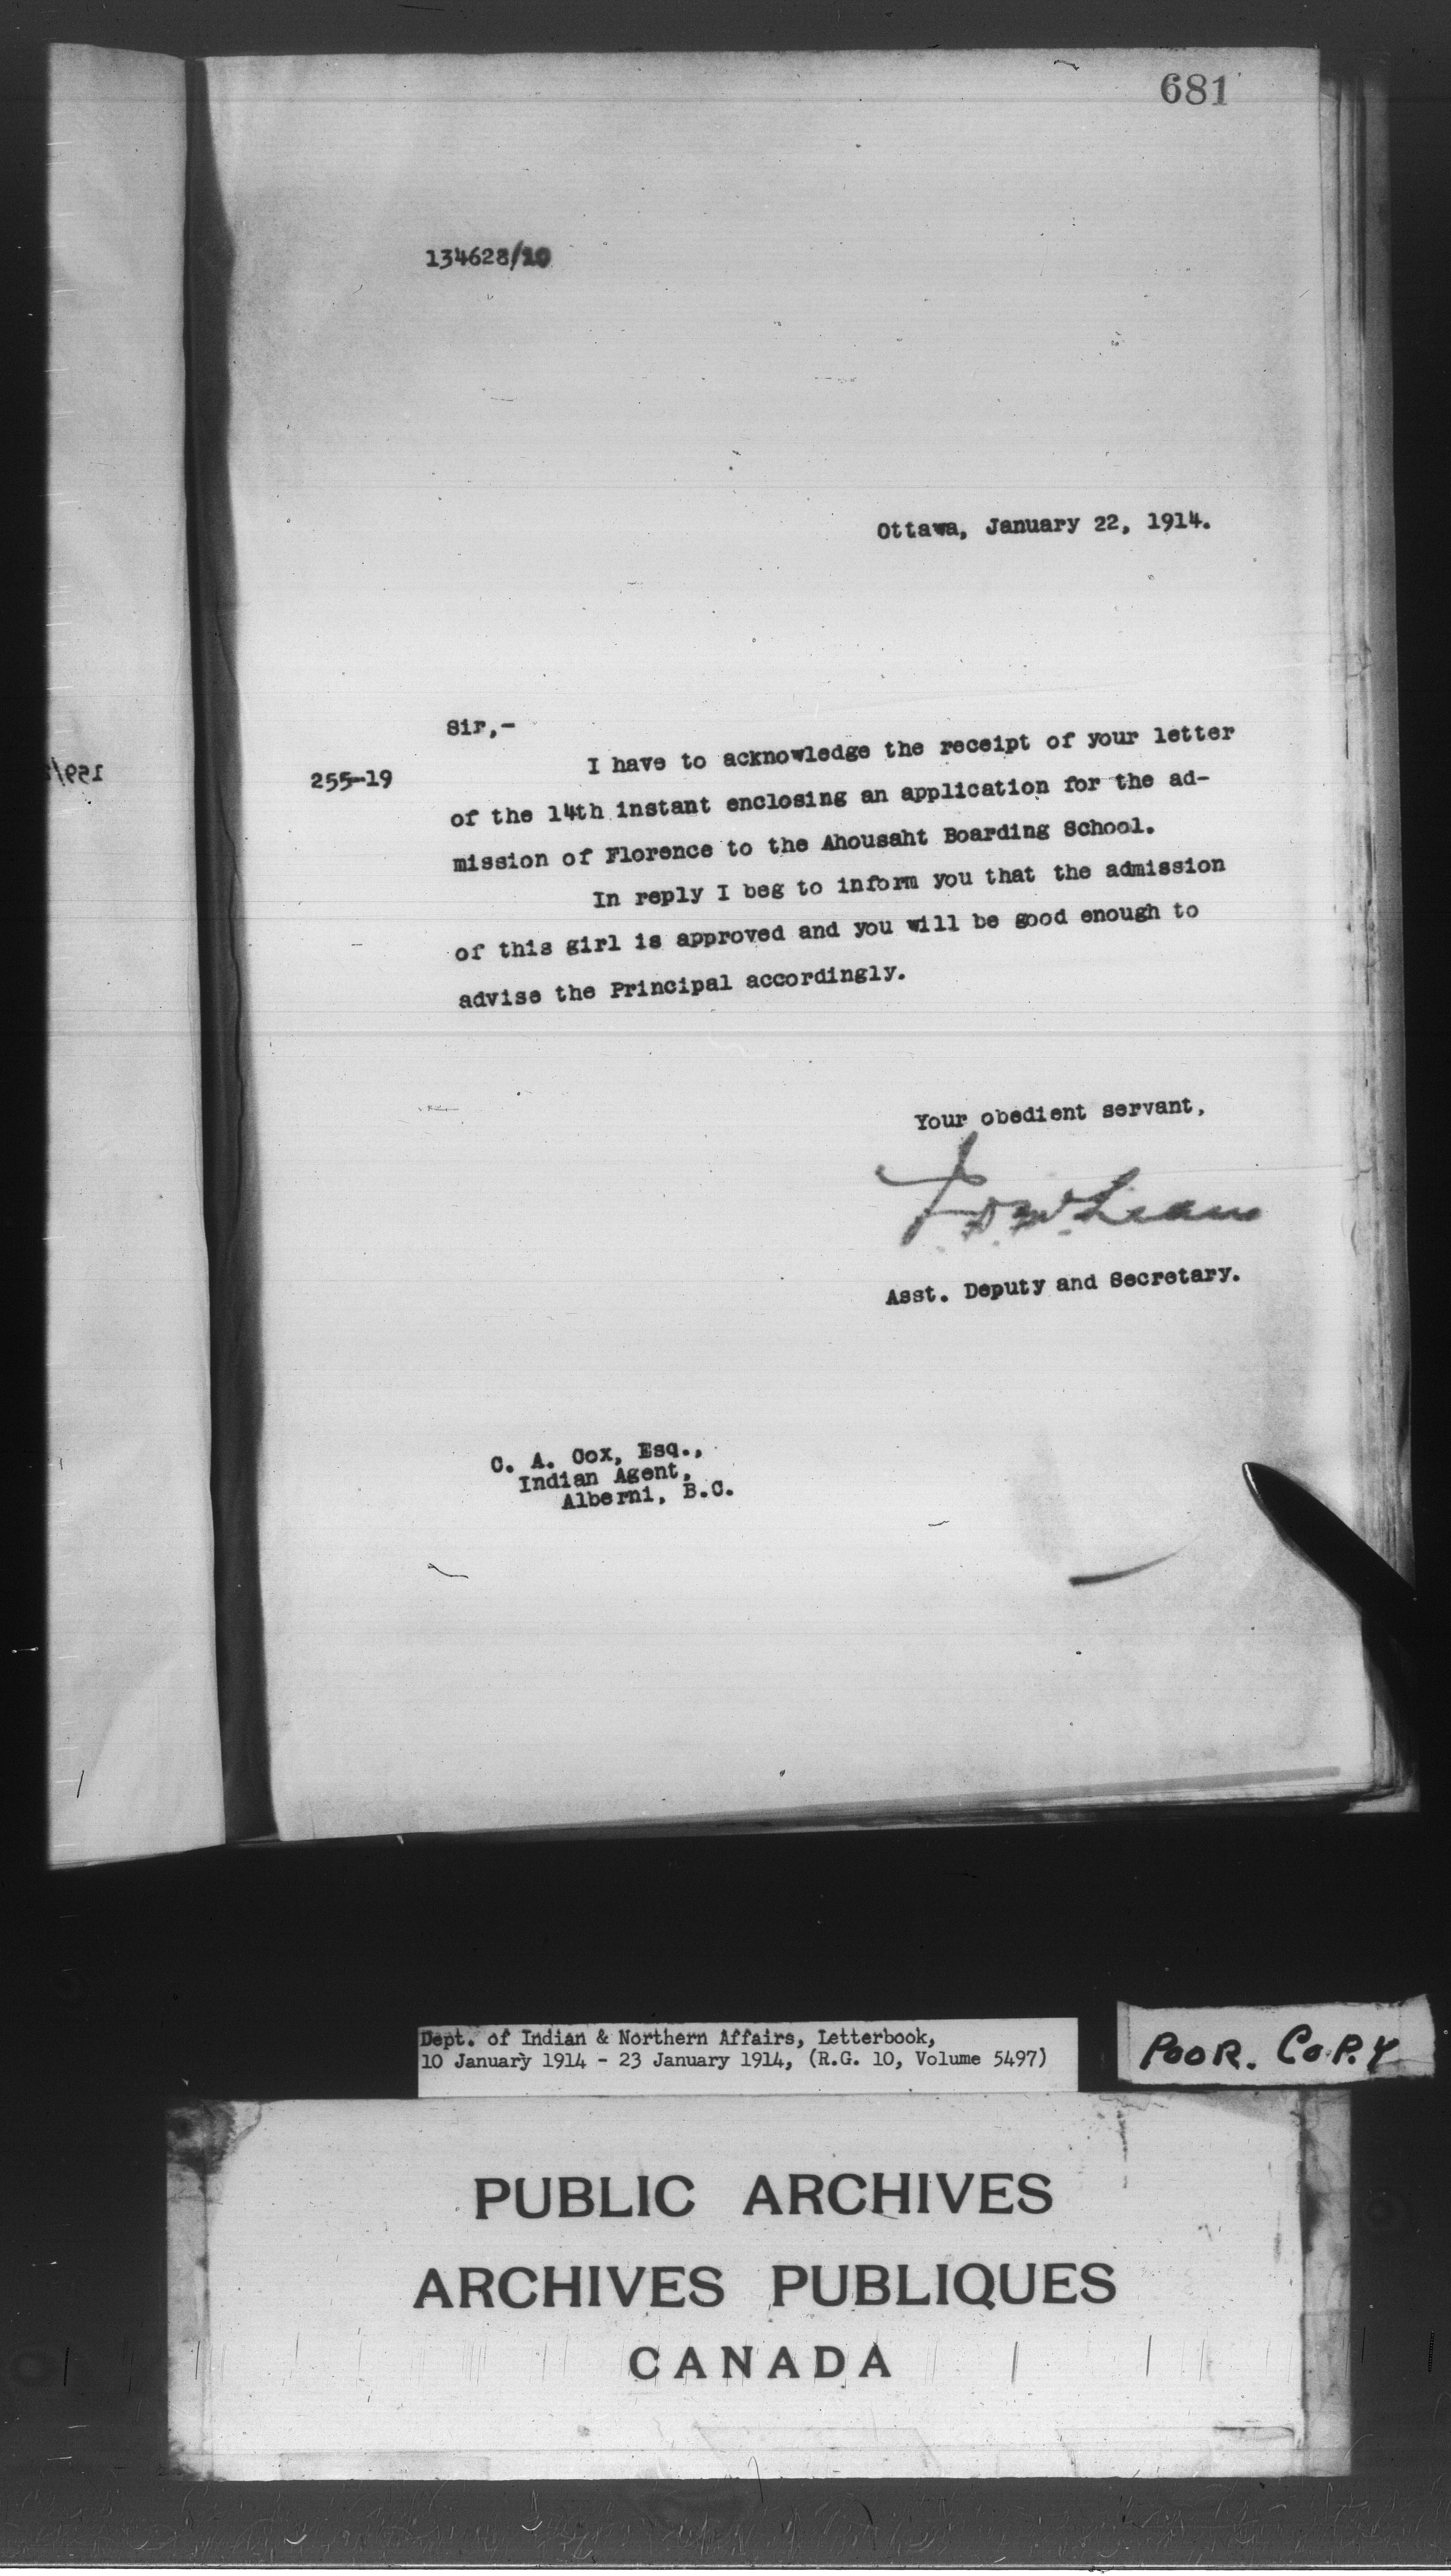 681
134628/10
Ottawa, January 22, 1914.
Sir,-
255-19
I have to acknowledge the receipt of your letter
of the 14th instant enclosing an application for the ad-
mission of Florence to the Ahousaht Boarding School.
In reply I beg to inform you that the admission
of this girl is approved and you will be good enough to
advise the Principal accordingly.
Your obedient servant,
J. D. McLean
Asst. Deputy and Secretary.
C. A. Cox, Esq.,
Indian Agent,
Alberni, B.C.
Dept. of Indian & Northern Affairs, Letterbook,
10 January 1914 - 23 January 1914, (R.G. 10, Volume 5497)
POOR. COPY
PUBLIC ARCHIVES
ARCHIVES PUBLIQUES
CANADA